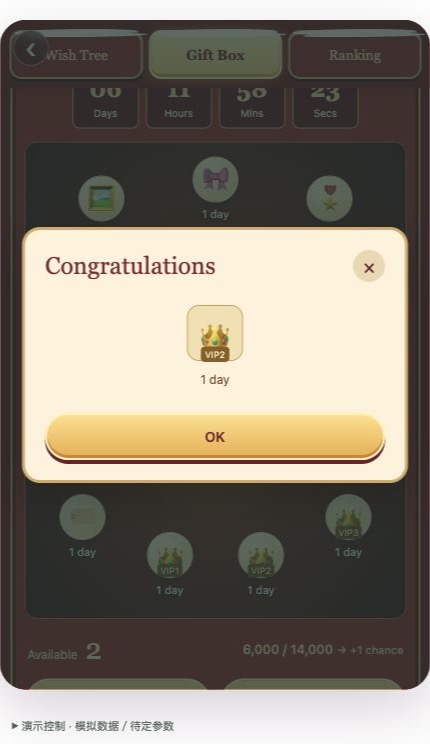 Wish Tree
Gift Box
Ranking
06 11 58 23
Days Hours Mins Secs
1 day
Congratulations
×
VIP2
1 day
OK
1 day
VIP1
1 day
VIP2
1 day
VIP3
1 day
Available 2
6,000 / 14,000 → +1 chance
▶ 演示控制 · 模拟数据 / 待定参数